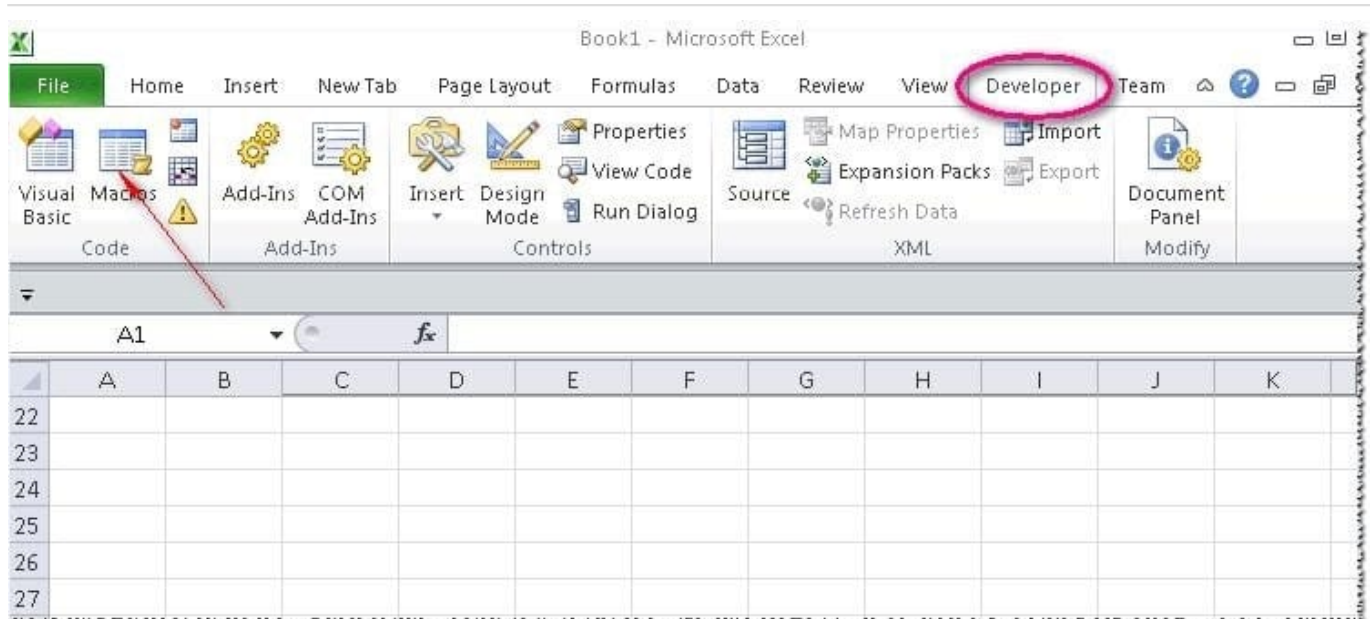 Book1 - Microsoft Excel
File Home Insert New Tab Page Layout Formulas Data Review View Developer Team
Visual Basic
Macros
Code
Add-Ins
COM Add-Ins
Add-Ins
Insert
Design Mode
Properties
View Code
Run Dialog
Controls
Source
Map Properties
Expansion Packs
Refresh Data
Import
Export
XML
Document Panel
Modify
A1 fx
A B C D E F G H I J K
22
23
24
25
26
27